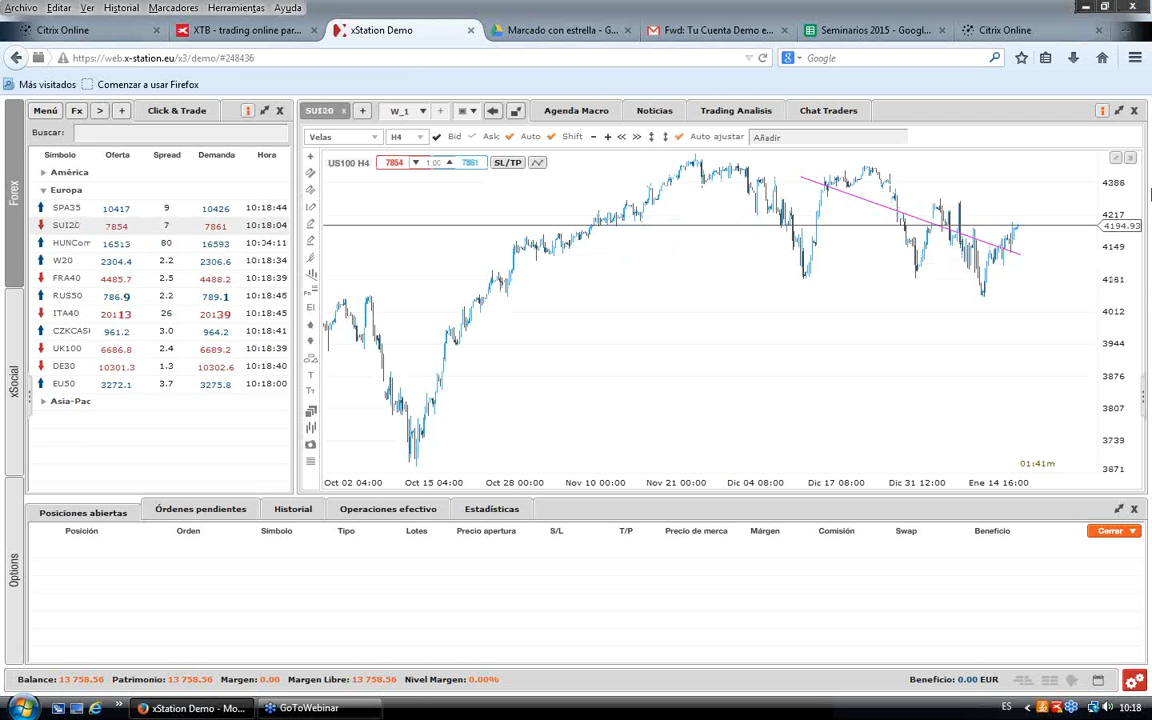 Archivo Editar Ver Historial Marcadores Herramientas Ayuda
Citrix Online XTB - trading online par... xStation Demo Marcado con estrella - G... Fwd: Tu Cuenta Demo e... Seminarios 2015 - Googl... Citrix Online
https://web.x-station.eu/x3/demo/#248436 Google
Más visitados Comenzar a usar Firefox
Menú Fx > + Click & Trade SUI20 x + W_1 + Agenda Macro Noticias Trading Analisis Chat Traders
Buscar: Velas H4 Bid Ask Auto Shift Auto ajustar Añadir
Símbolo Oferta Spread Demanda Hora
US100 H4 7854 7861 SL/TP
América
Europa
SPA35 10417 9 10426 10:18:44
SUI20 7854 7 7861 10:18:04
HUNCom 16513 80 16593 10:04:11
W20 2304.4 2.2 2306.6 10:18:34
FRA40 4485.7 2.5 4488.2 10:18:45
RUS50 786.9 2.2 789.1 10:18:45
ITA40 20113 26 20139 10:18:45
CZKCASH 961.2 3.0 964.2 10:18:41
UK100 6686.8 2.4 6689.2 10:18:39
DE30 10301.3 1.3 10302.6 10:18:40
EU50 3272.1 3.7 3275.8 10:18:00
Asia-Pac
Forex
xSocial
Options
4386
4217
4194.93
4149
4061
4012
3944
3876
3807
3739
3671
01:41m
Oct 02 04:00 Oct 15 04:00 Oct 28 00:00 Nov 10 00:00 Nov 21 00:00 Dic 04 08:00 Dic 17 08:00 Dic 31 12:00 Ene 14 16:00
Posiciones abiertas Órdenes pendientes Historial Operaciones efectivo Estadísticas
Posición Orden Símbolo Tipo Lotes Precio apertura S/L T/P Precio de merca Márgen Comisión Swap Beneficio Cerrar
Balance: 13 758.56 Patrimonio: 13 758.56 Margen: 0.00 Margen Libre: 13 758.56 Nivel Margen: 0.00% Beneficio: 0.00 EUR
xStation Demo - Mo... GoToWebinar ES 10:18